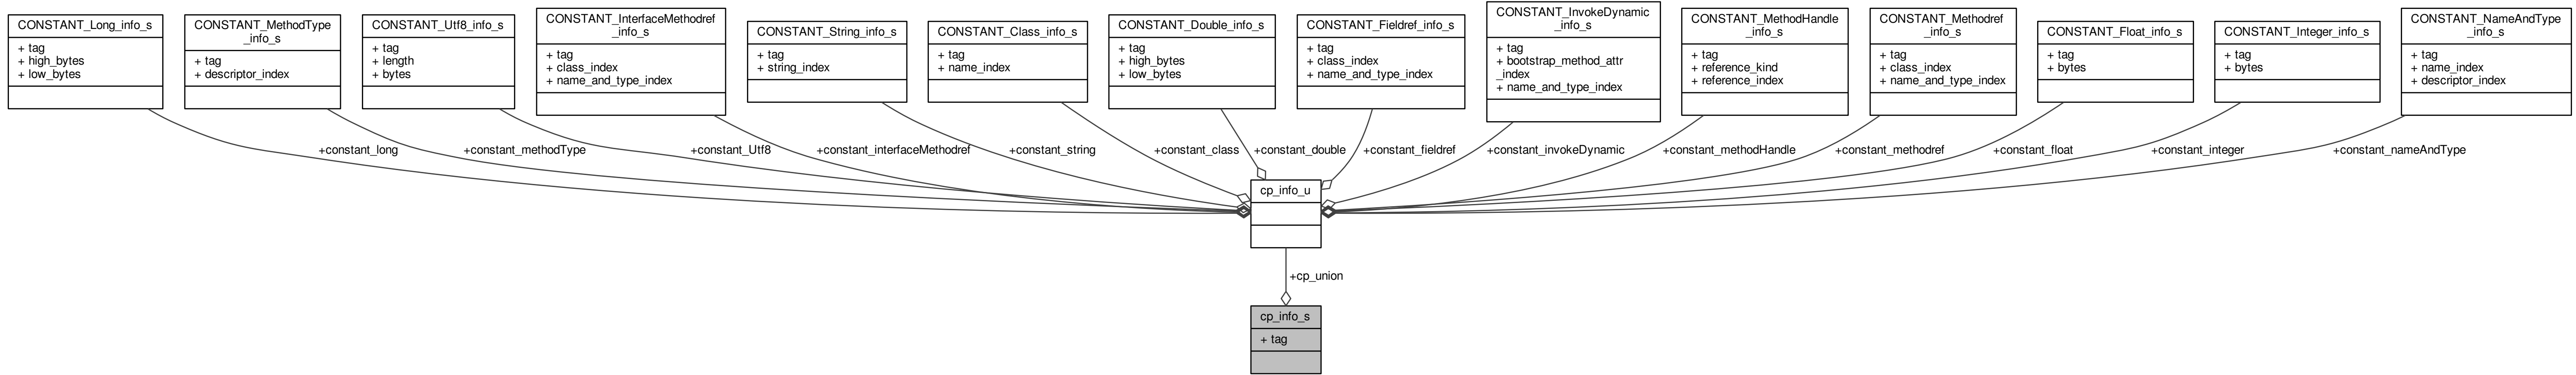 CONSTANT_Long_info_s
+ tag
+ high_bytes
+ low_bytes
CONSTANT_MethodType
_info_s
+ tag
+ descriptor_index
CONSTANT_Utf8_info_s
+ tag
+ length
+ bytes
CONSTANT_InterfaceMethodref
_info_s
+ tag
+ class_index
+ name_and_type_index
CONSTANT_String_info_s
+ tag
+ string_index
CONSTANT_Class_info_s
+ tag
+ name_index
CONSTANT_Double_info_s
+ tag
+ high_bytes
+ low_bytes
CONSTANT_Fieldref_info_s
+ tag
+ class_index
+ name_and_type_index
CONSTANT_InvokeDynamic
_info_s
+ tag
+ bootstrap_method_attr
_index
+ name_and_type_index
CONSTANT_MethodHandle
_info_s
+ tag
+ reference_kind
+ reference_index
CONSTANT_Methodref
_info_s
+ tag
+ class_index
+ name_and_type_index
CONSTANT_Float_info_s
+ tag
+ bytes
CONSTANT_Integer_info_s
+ tag
+ bytes
CONSTANT_NameAndType
_info_s
+ tag
+ name_index
+ descriptor_index
+constant_long
+constant_methodType
+constant_Utf8
+constant_interfaceMethodref
+constant_string
+constant_class
+constant_double
+constant_fieldref
+constant_invokeDynamic
+constant_methodHandle
+constant_methodref
+constant_float
+constant_integer
+constant_nameAndType
cp_info_u
+cp_union
cp_info_s
+ tag